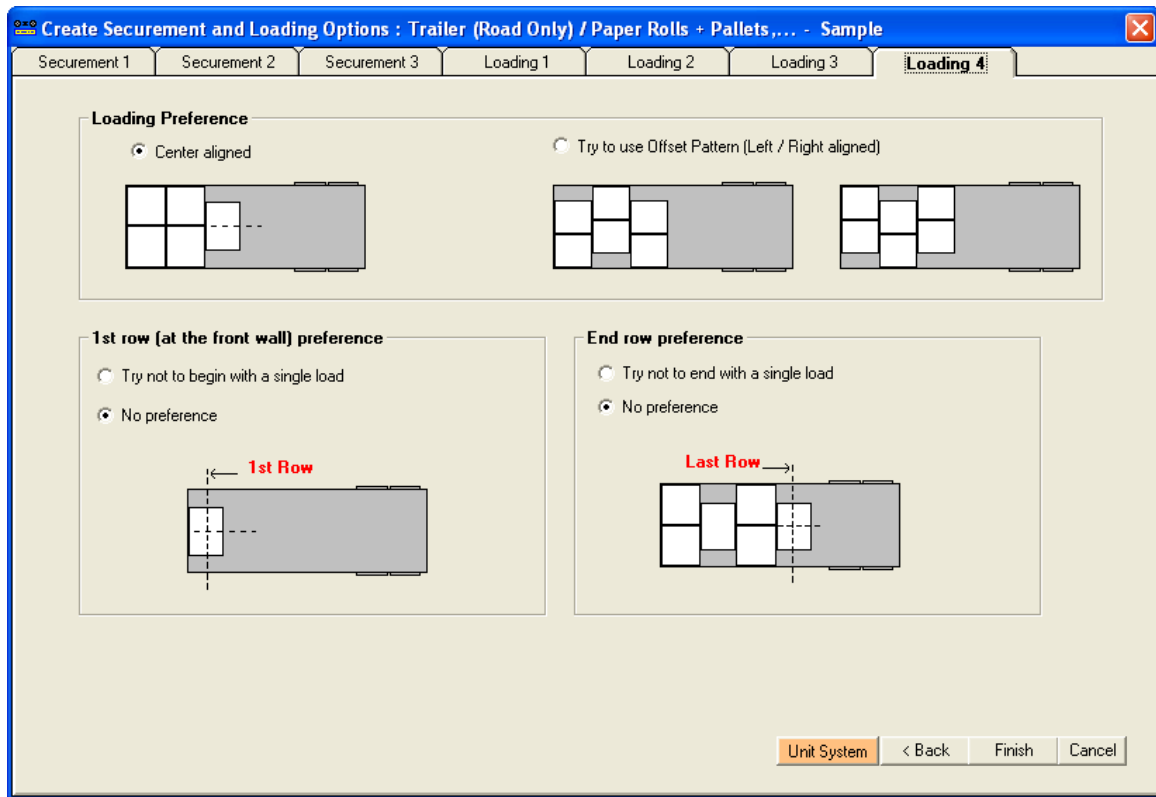 Create Securement and Loading Options : Trailer (Road Only) / Paper Rolls + Pallets,... - Sample
Securement 1 Securement 2 Securement 3 Loading 1 Loading 2 Loading 3 Loading 4
Loading Preference
Center aligned Try to use Offset Pattern (Left / Right aligned)
1st row (at the front wall) preference
Try not to begin with a single load
No preference
1st Row
End row preference
Try not to end with a single load
No preference
Last Row
Unit System < Back Finish Cancel